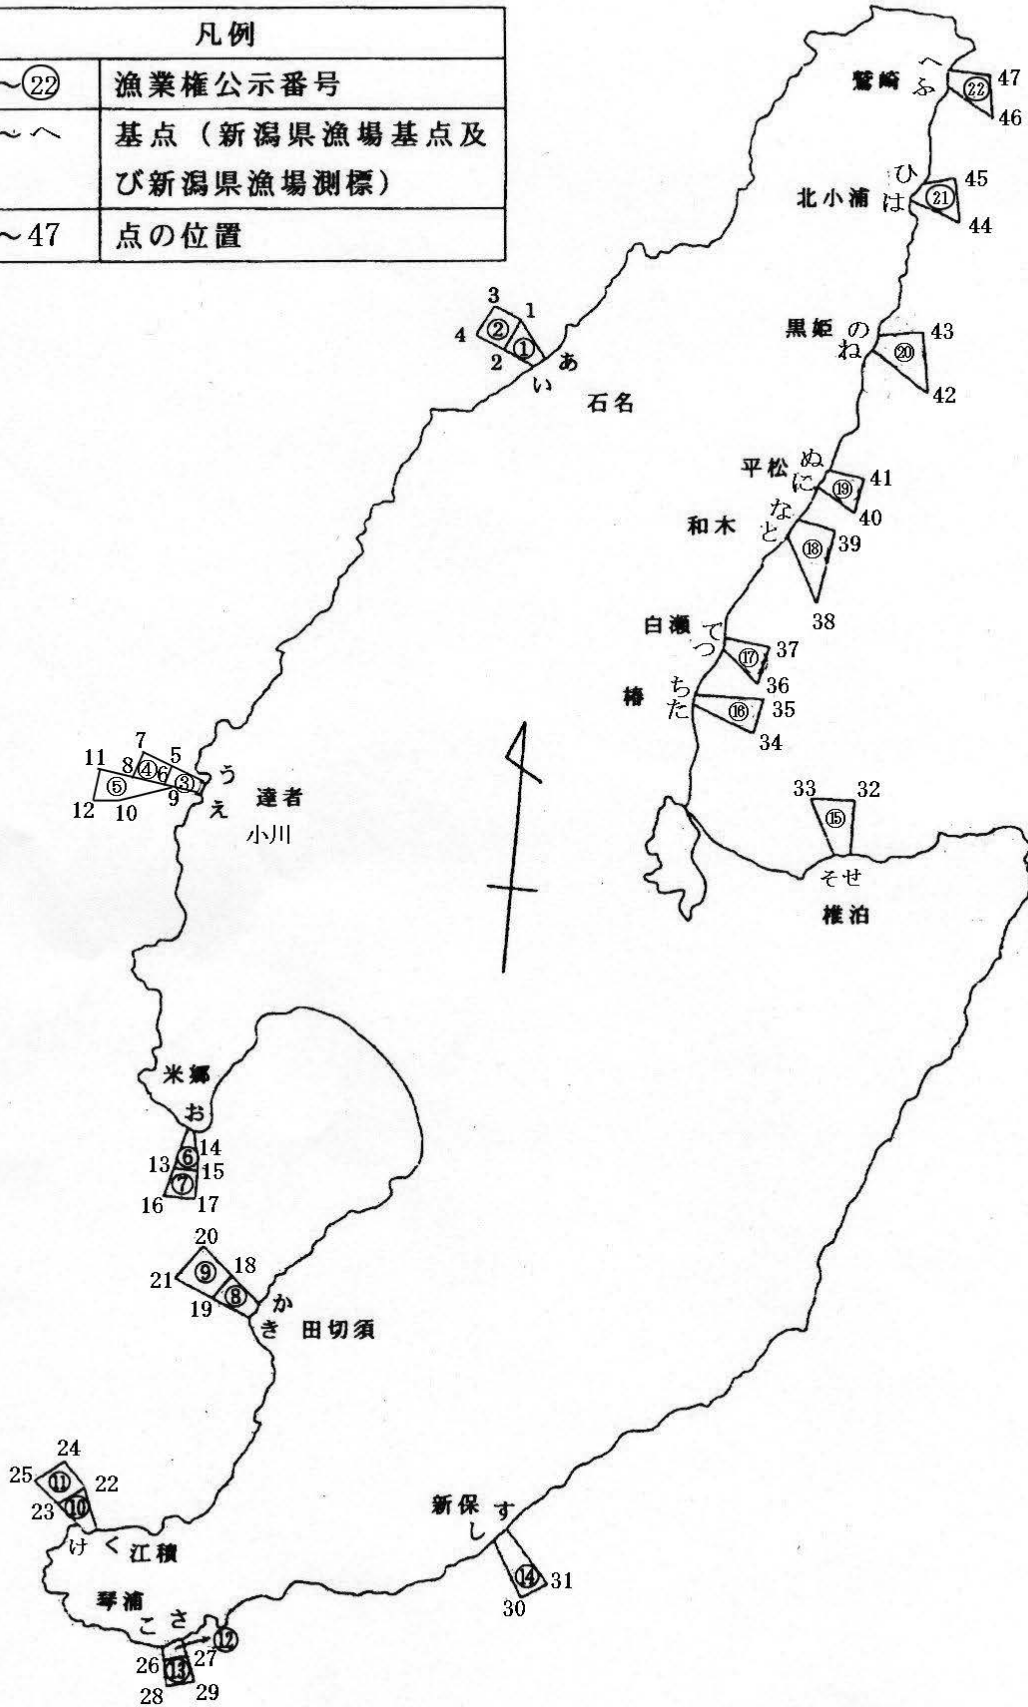 凡例
～㉒ 漁業権公示番号
～へ 基点（新潟県漁場基点及
び新潟県漁場測標）
～47 点の位置
へ
鷲崎 ふ ㉒ 47
46
ひ 45
北小浦 は ㉑
44
3 1
4 ② ① 2
あ
い
石名
黒姫 の 43
ね ⑳
42
ぬ 41
平松 に ⑲
40
な
和木 と ⑱ 39
38
白瀬 て 37
つ ⑰
36
ち 35
椿 た ⑯
34
7 5
11 8 ④ 6 ③ う
⑤ 9 え 達者
12 10 小川
33 32
⑮
そせ
椎泊
米郷
お
14
13 ⑥ 15
⑦
16 17
20
⑨ 18
21 ⑧
19 か
き 田切須
24
25 ⑪ 22
23 ⑩
け く 江積
新保 す
し
⑭ 31
30
琴浦
こ さ
⑫
26 27
⑬
28 29